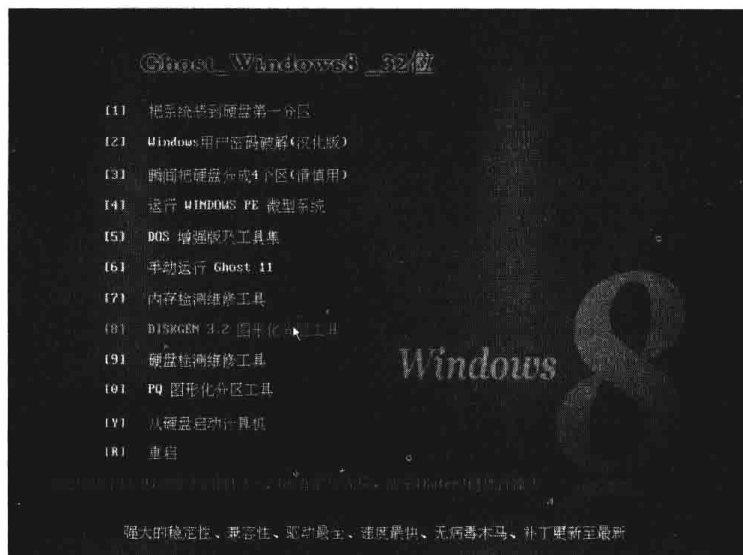 Ghost_Windows8 _32位
[1] 把系统装到硬盘第一分区
[2] Windows用户密码破解(汉化版)
[3] 瞬间把硬盘分成4个区(谨慎用)
[4] 运行 WINDOWS PE 微型系统
[5] DOS 增强版及工具集
[6] 手动运行 Ghost 11
[7] 内存检测维修工具
[8] DISKGEN 3.2 图形化分区工具
[9] 硬盘检测维修工具
[0] PQ 图形化分区工具
[Y] 从硬盘启动计算机
[R] 重启
Windows 8
强大的稳定性、兼容性、驱动最全、速度最快、无病毒木马、补丁更新至最新